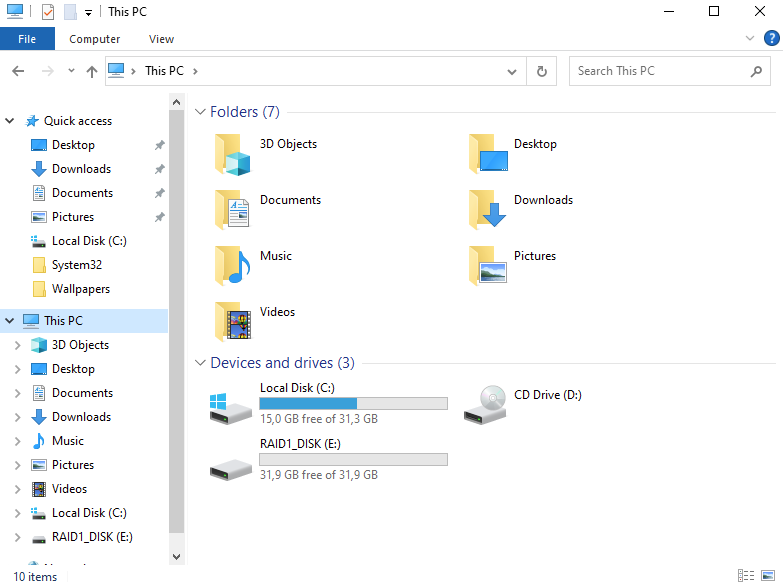 This PC
File Computer View
This PC
Search This PC
Quick access
Desktop
Downloads
Documents
Pictures
Local Disk (C:)
System32
Wallpapers
This PC
3D Objects
Desktop
Documents
Downloads
Music
Pictures
Videos
Local Disk (C:)
RAID1_DISK (E:)
Folders (7)
3D Objects
Desktop
Documents
Downloads
Music
Pictures
Videos
Devices and drives (3)
Local Disk (C:)
15,0 GB free of 31,3 GB
CD Drive (D:)
RAID1_DISK (E:)
31,9 GB free of 31,9 GB
10 items